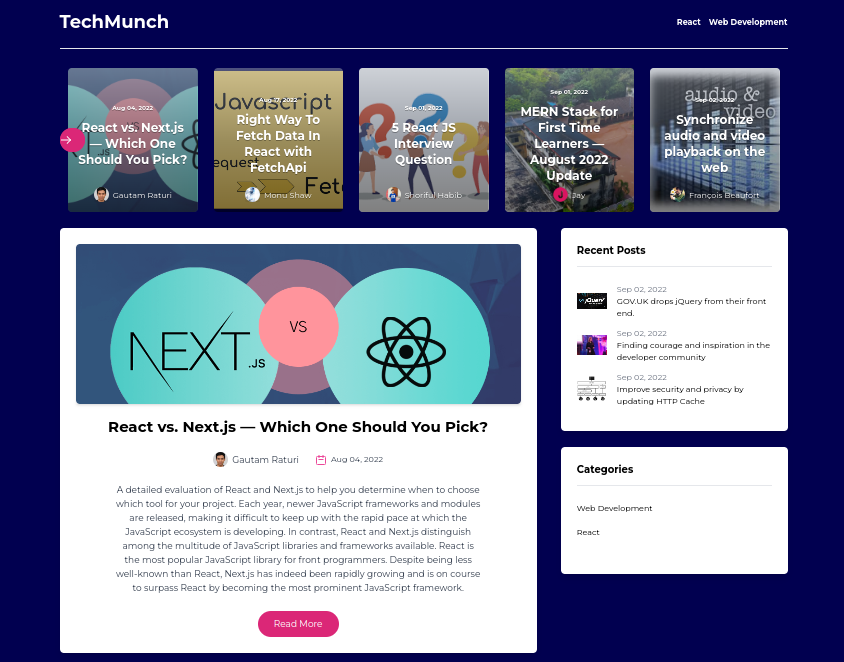 TechMunch
React Web Development
Aug 04, 2022
React vs. Next.js
— Which One
Should You Pick?
Gautam Raturi
Javascript
Aug 17, 2022
Right Way To
Fetch Data In
React with
FetchApi
Monu Shaw
Sep 01, 2022
5 React JS
Interview
Question
Shoriful Habib
Sep 01, 2022
MERN Stack for
First Time
Learners —
August 2022
Update
Jay
audio &
video
Sep 02, 2022
Synchronize
audio and video
playback on the
web
François Beaufort
NEXT.JS
VS
React vs. Next.js — Which One Should You Pick?
Gautam Raturi Aug 04, 2022
A detailed evaluation of React and Next.js to help you determine when to choose
which tool for your project. Each year, newer JavaScript frameworks and modules
are released, making it difficult to keep up with the rapid pace at which the
JavaScript ecosystem is developing. In contrast, React and Next.js distinguish
among the multitude of JavaScript libraries and frameworks available. React is
the most popular JavaScript library for front programmers. Despite being less
well-known than React, Next.js has indeed been rapidly growing and is on course
to surpass React by becoming the most prominent JavaScript framework.
Read More
Recent Posts
jQuery
Sep 02, 2022
GOV.UK drops jQuery from their front
end.
Sep 02, 2022
Finding courage and inspiration in the
developer community
Sep 02, 2022
Improve security and privacy by
updating HTTP Cache
Categories
Web Development
React